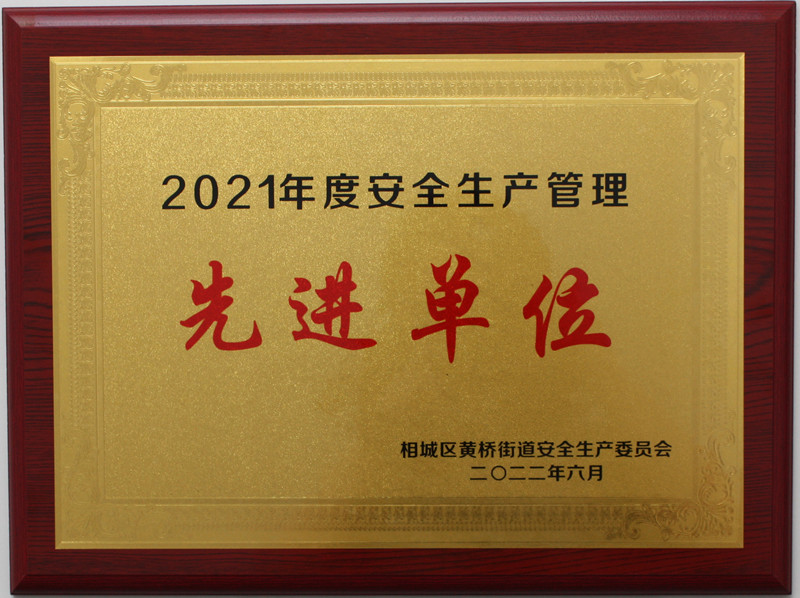 2021年度安全生产管理
先进单位
相城区黄桥街道安全生产委员会
二〇二二年六月